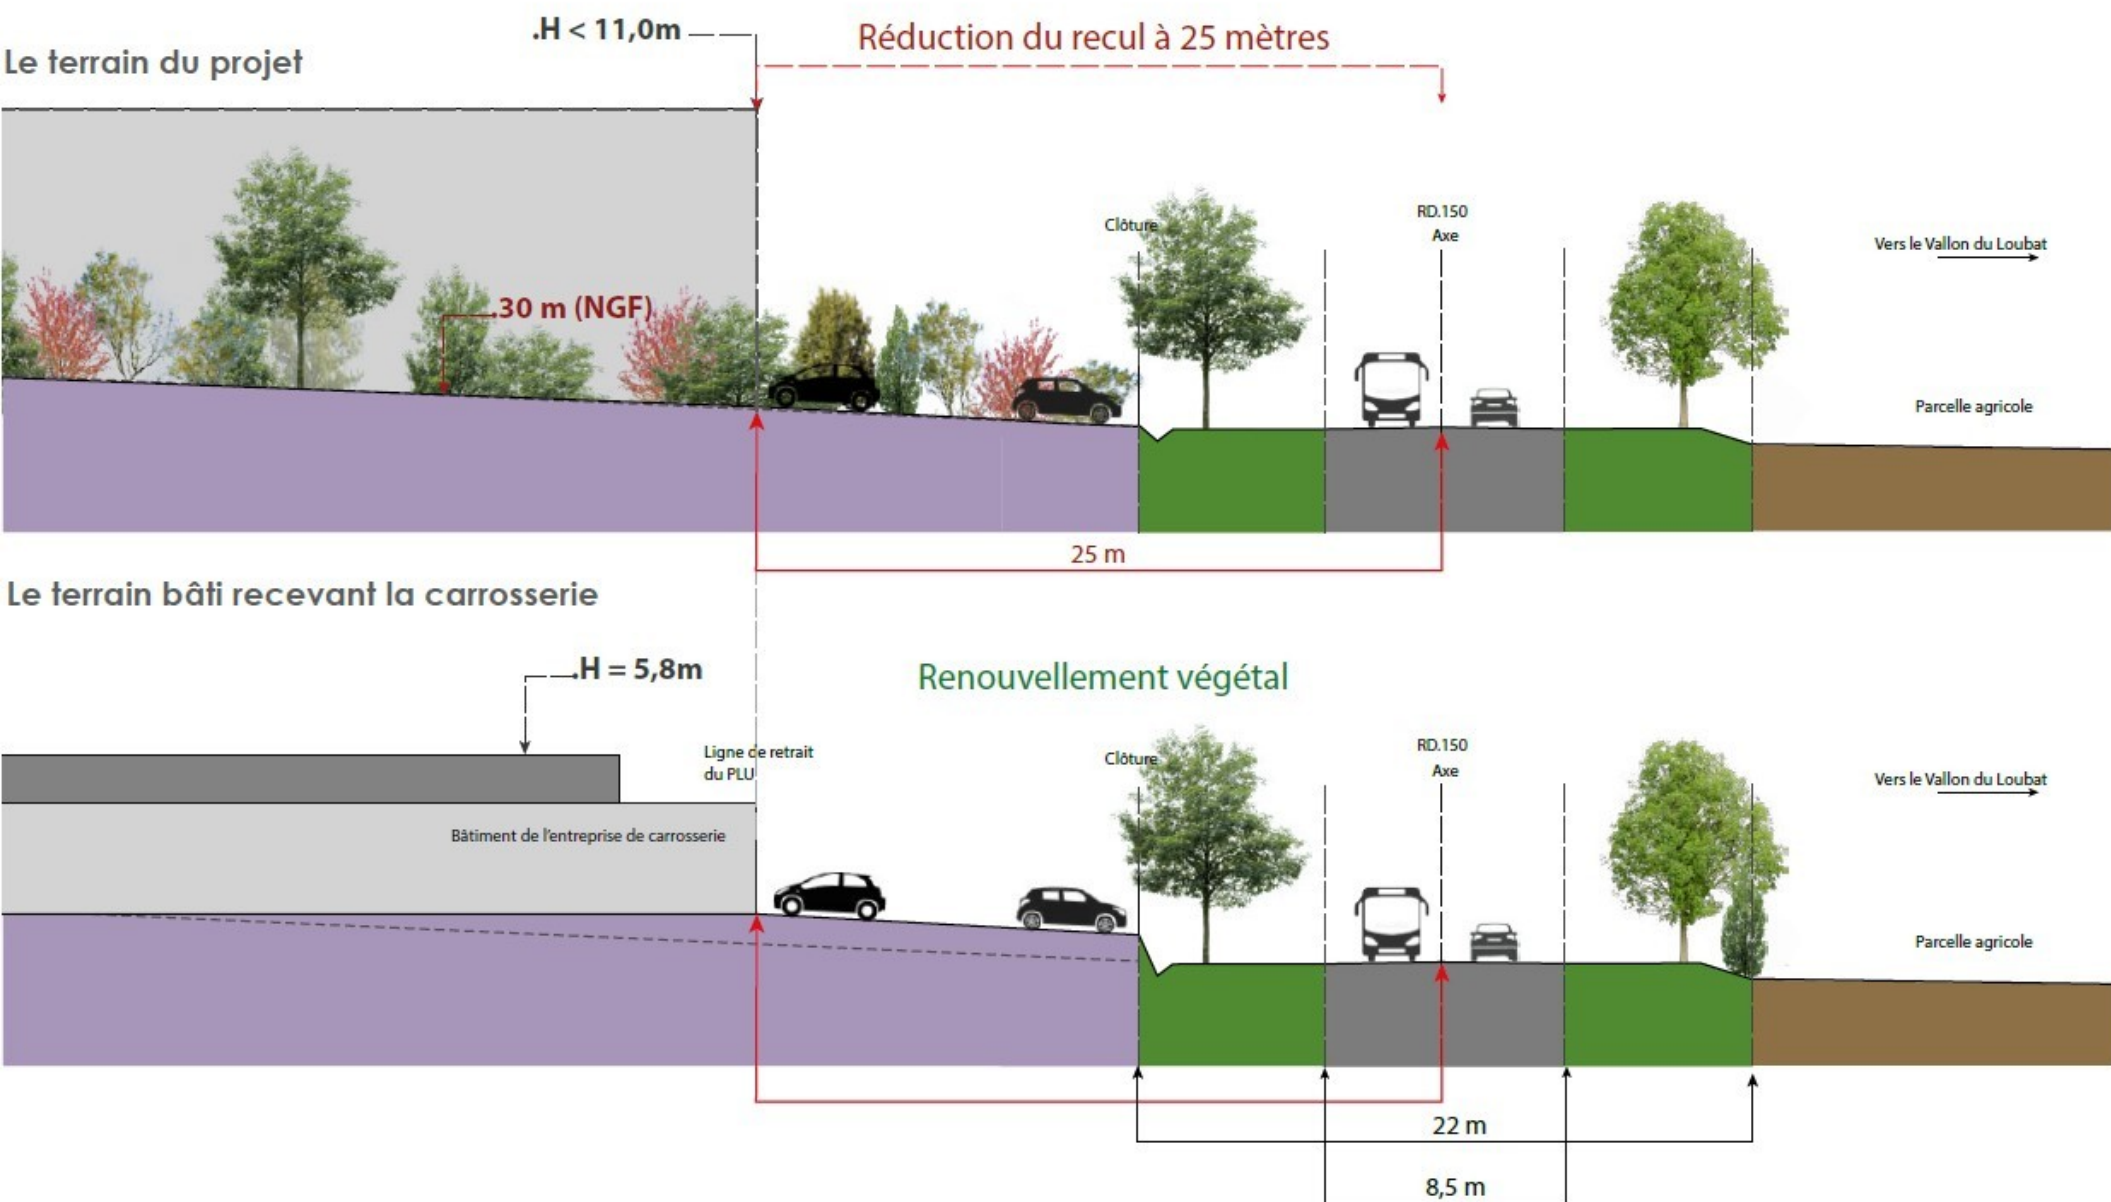 .H < 11,0m
Réduction du recul à 25 mètres
Le terrain du projet
Clôture
RD.150
Axe
Vers le Vallon du Loubat
.30 m (NGF)
Parcelle agricole
25 m
Le terrain bâti recevant la carrosserie
.H = 5,8m
Renouvellement végétal
Ligne de retrait
du PLU
Clôture
RD.150
Axe
Vers le Vallon du Loubat
Bâtiment de l'entreprise de carrosserie
Parcelle agricole
22 m
8,5 m